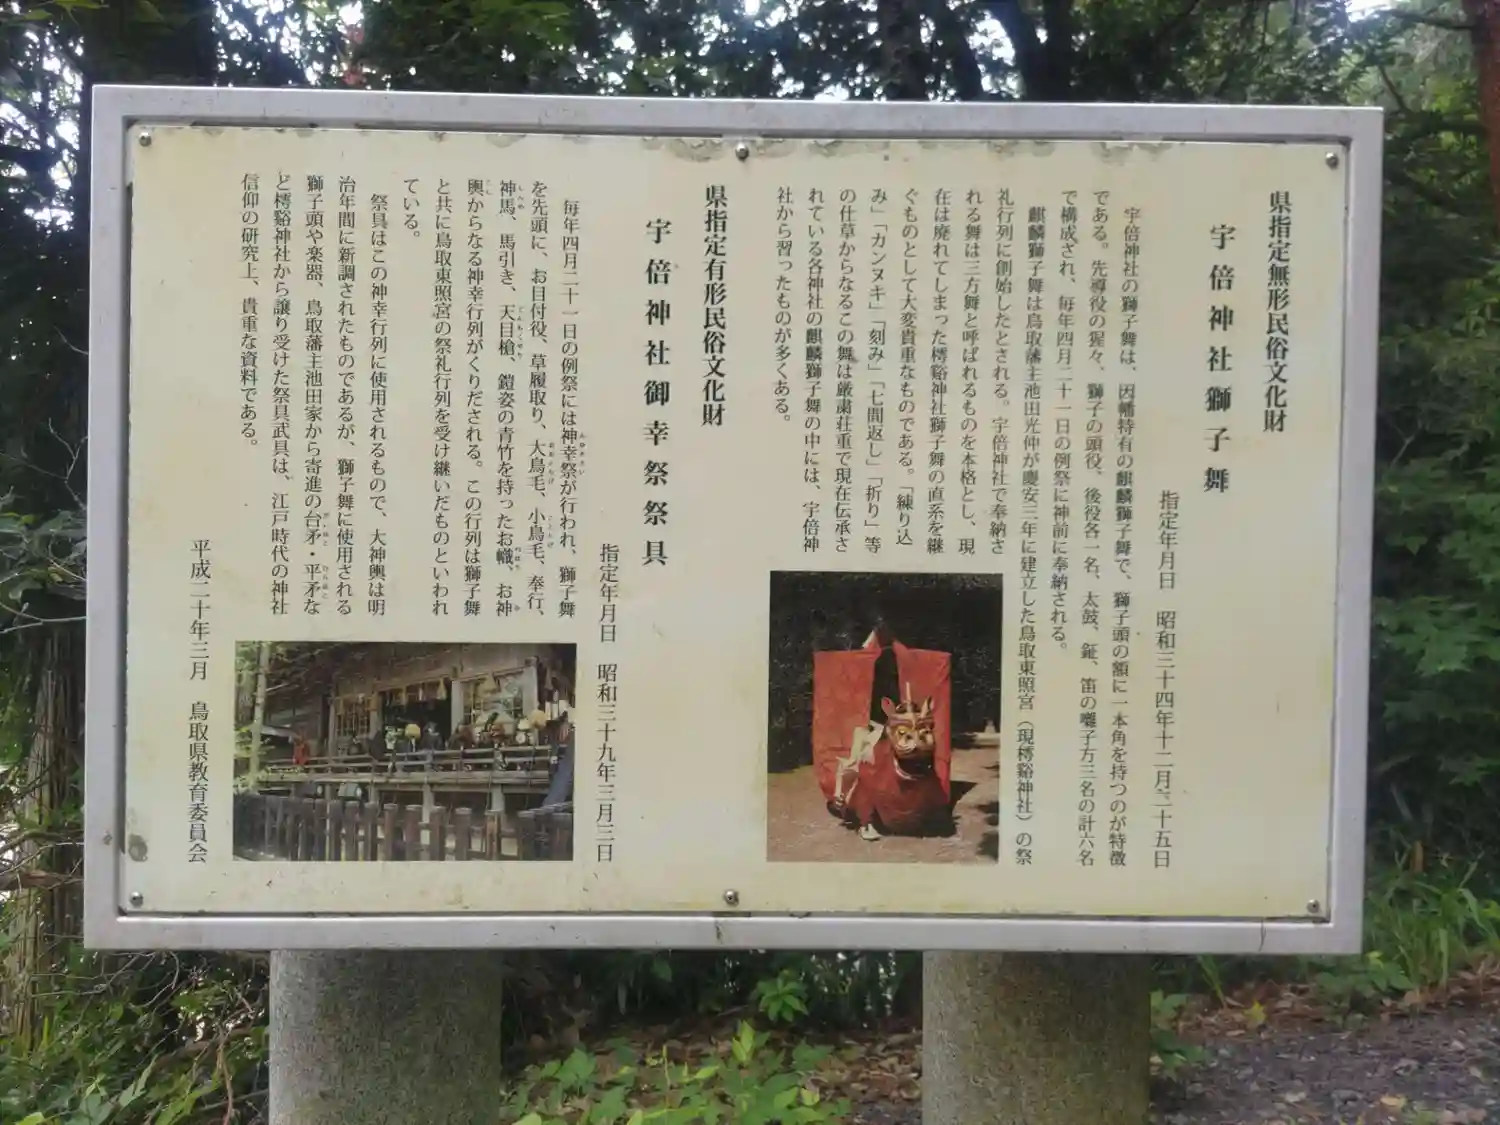 県指定無形民俗文化財
宇倍神社獅子舞
指定年月日　昭和三十四年十二月二十五日
宇倍神社の獅子舞は、因幡特有の麒麟獅子舞で、獅子頭の額に一本角を持つのが特徴
である。先導役の猩々、獅子の頭役、後役各一名、太鼓、鉦、笛の囃子方三名の計六名
で構成され、毎年四月二十一日の例祭に神前に奉納される。
麒麟獅子舞は鳥取藩主池田光仲が慶安三年に建立した鳥取東照宮（現樗谿神社）の祭
礼行列に創始したとされる。宇倍神社で奉納さ
れる舞は三方舞と呼ばれるものを本格とし、現
在は廃れてしまった樗谿神社獅子舞の直系を継
ぐものとして大変貴重なものである。「練り込
み」「カンヌキ」「刻み」「七間返し」「祈り」等
の仕草からなるこの舞は厳粛荘重で現在伝承さ
れている各神社の麒麟獅子舞の中には、宇倍神
社から習ったものが多くある。
県指定有形民俗文化財
宇倍神社御幸祭祭具
指定年月日　昭和三十九年三月三日
毎年四月二十一日の例祭には神幸祭が行われ、獅子舞
を先頭に、お目付役、草履取り、大鳥毛、小鳥毛、奉行、
神馬、馬引き、天目槍、鎧姿の青竹を持ったお幟、お神
輿からなる神幸行列がくりだされる。この行列は獅子舞
と共に鳥取東照宮の祭礼行列を受け継いだものといわれ
ている。
祭具はこの神幸行列に使用されるもので、大神輿は明
治年間に新調されたものであるが、獅子舞に使用される
獅子頭や楽器、鳥取藩主池田家から寄進の台矛・平矛な
ど樗谿神社から譲り受けた祭具武具は、江戸時代の神社
信仰の研究上、貴重な資料である。
平成二十年三月　鳥取県教育委員会